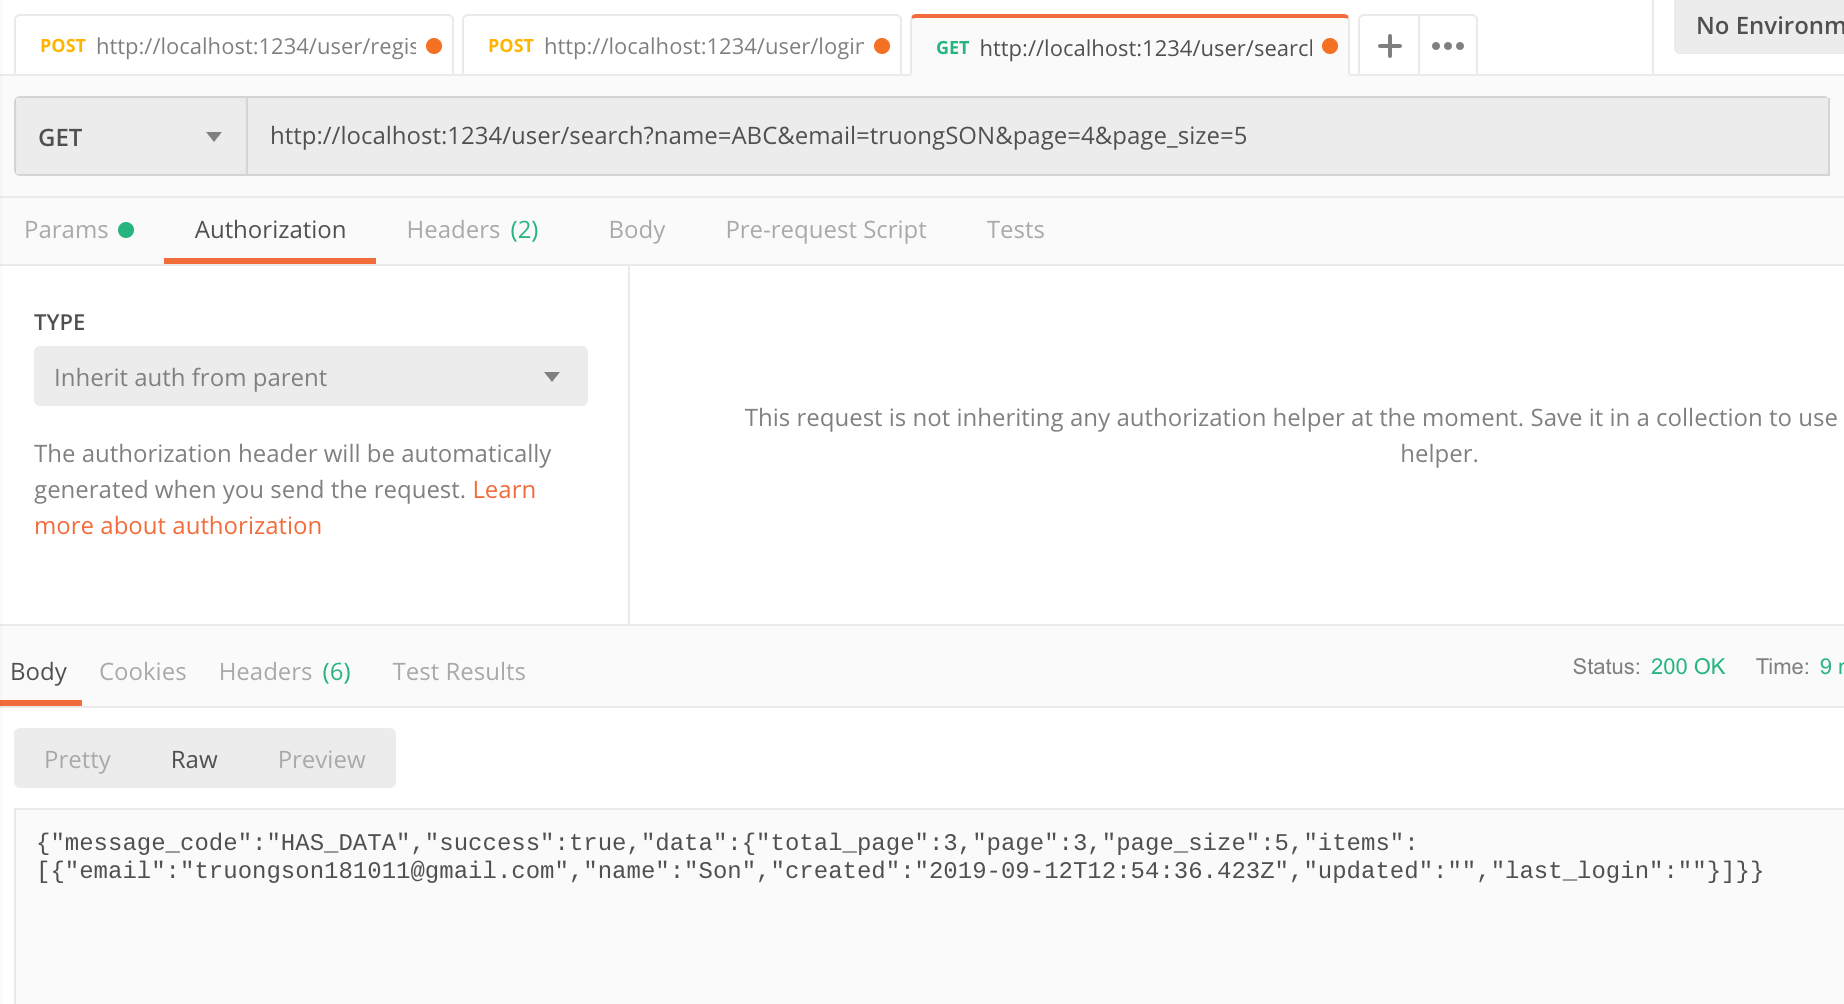 POST http://localhost:1234/user/regis
POST http://localhost:1234/user/login
GET http://localhost:1234/user/search
No Environm
GET http://localhost:1234/user/search?name=ABC&email=truongSON&page=4&page_size=5
Params Authorization Headers (2) Body Pre-request Script Tests
TYPE
Inherit auth from parent
The authorization header will be automatically
generated when you send the request. Learn
more about authorization
This request is not inheriting any authorization helper at the moment. Save it in a collection to use
helper.
Body Cookies Headers (6) Test Results Status: 200 OK Time: 9
Pretty Raw Preview
{"message_code":"HAS_DATA","success":true,"data":{"total_page":3,"page":3,"page_size":5,"items":
[{"email":"truongson181011@gmail.com","name":"Son","created":"2019-09-12T12:54:36.423Z","updated":"","last_login":""}]}}